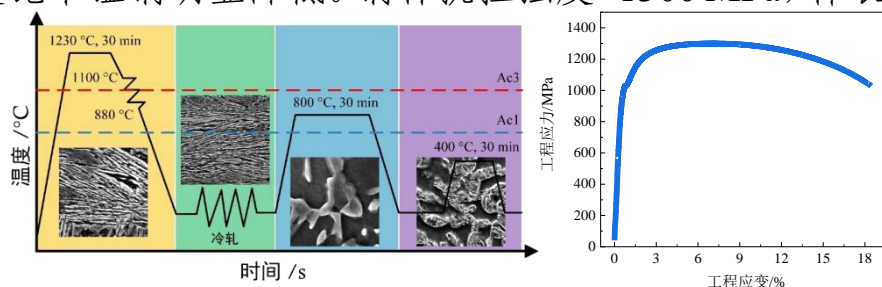 1230 °C, 30 min
1100 °C
880 °C
Ac3
800 °C, 30 min
Ac1
400 °C, 30 min
温度 /°C
冷轧
时间 /s
工程应力/MPa
1400
1200
1000
800
600
400
200
0
0 3 6 9 12 15 18
工程应变/%